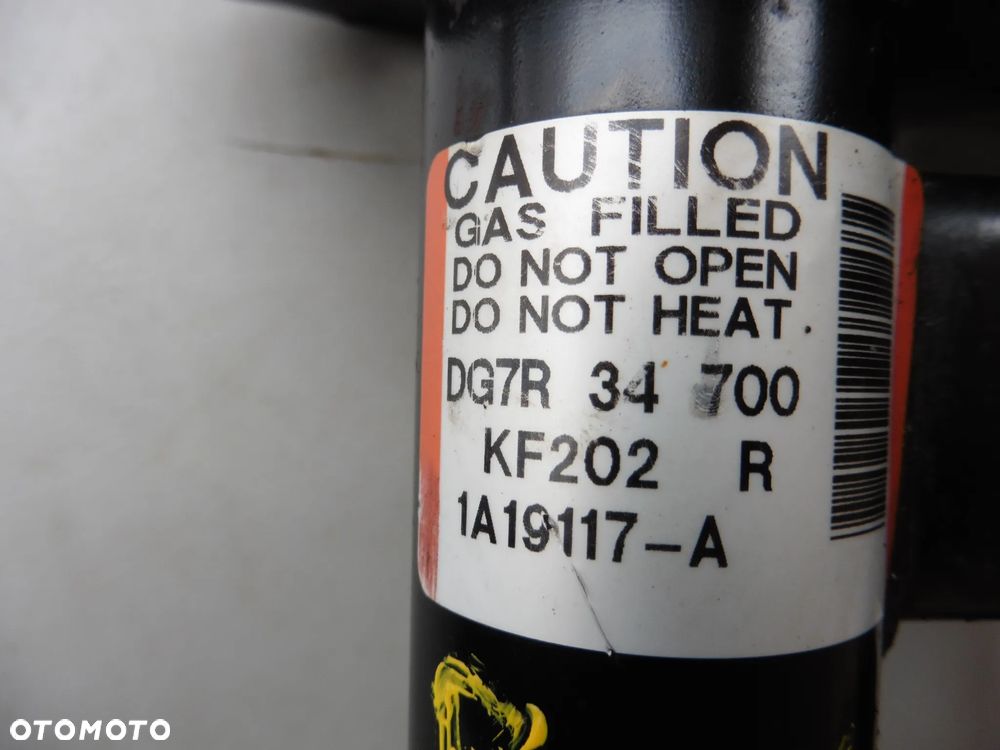 CAUTION
GAS FILLED
DO NOT OPEN
DO NOT HEAT.
DG7R 34 700
KF202 R
1A19117-A
OTOMOTO